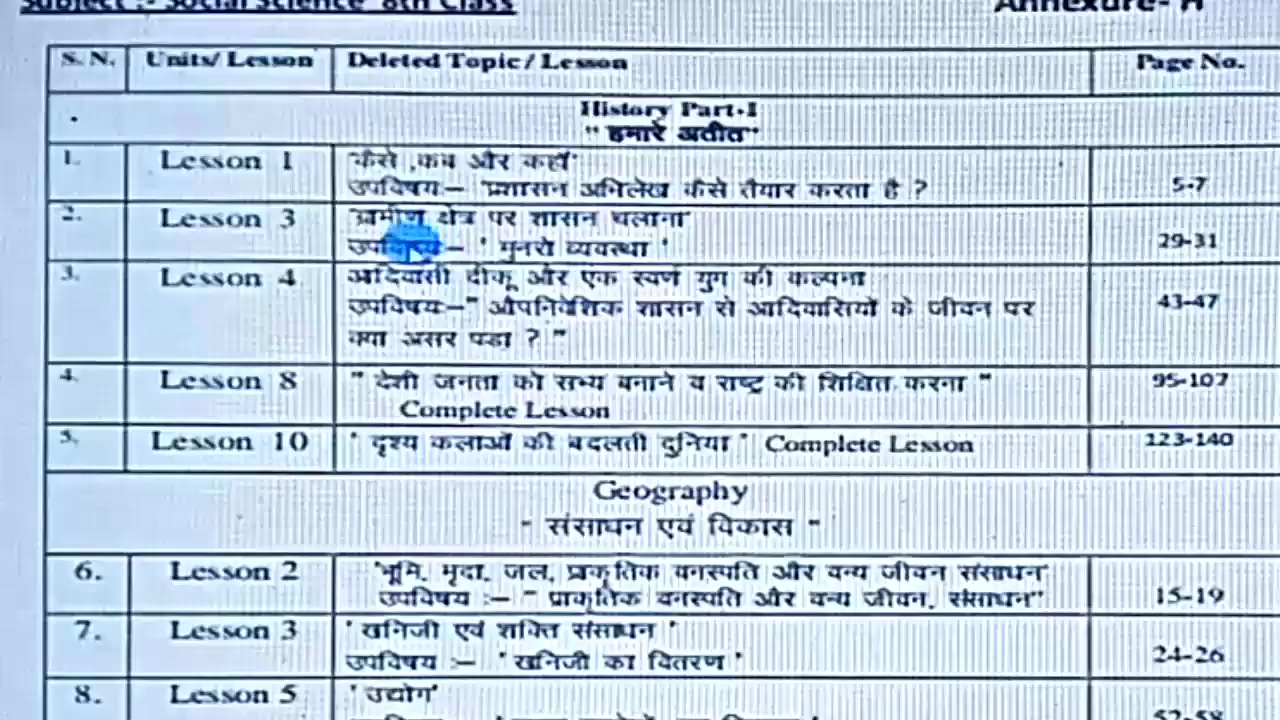 Subject :- Social Science 8th Class
Annexure- H
S. N. Units/ Lesson Deleted Topic / Lesson Page No.
History Part-I
" हमारे अतीत"
1. Lesson 1 'कैसे ,कब और कहाँ'
उपविषय:– 'प्रशासन अभिलेख कैसे तैयार करता है ? 5-7
2. Lesson 3 'ग्रामीण क्षेत्र पर शासन चलाना'
उपविषय:– ' मुनरो व्यवस्था ' 29-31
3. Lesson 4 आदिवासी दीकू और एक स्वर्ण युग की कल्पना
उपविषय:–" औपनिवेशिक शासन से आदिवासियों के जीवन पर 43-47
क्या असर पडा ? "
4. Lesson 8 " देशी जनता को सभ्य बनाने व राष्ट्र की शिक्षित करना " 95-107
Complete Lesson
5. Lesson 10 ' दृश्य कलाओं की बदलती दुनिया ' Complete Lesson 123-140
Geography
" संसाधन एवं विकास "
6. Lesson 2 'भूमि, मृदा, जल, प्राकृतिक वनस्पति और वन्य जीवन संसाधन'
उपविषय :– " प्राकृतिक वनस्पति और वन्य जीवन, संसाधन" 15-19
7. Lesson 3 ' खनिजी एवं शक्ति संसाधन '
उपविषय :– ' खनिजी का वितरण ' 24-26
8. Lesson 5 ' उद्योग'
52-58